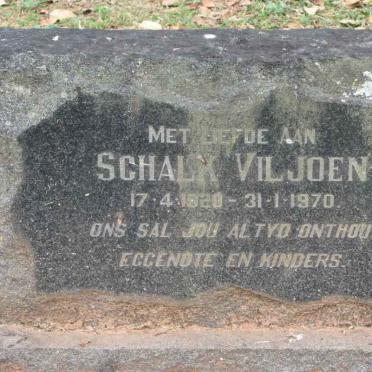 MET LIEFDE AAN
SCHALK VILJOEN
17·4·1920 - 31·1·1970.
ONS SAL JOU ALTYD ONTHOU
EGGENOTE EN KINDERS.